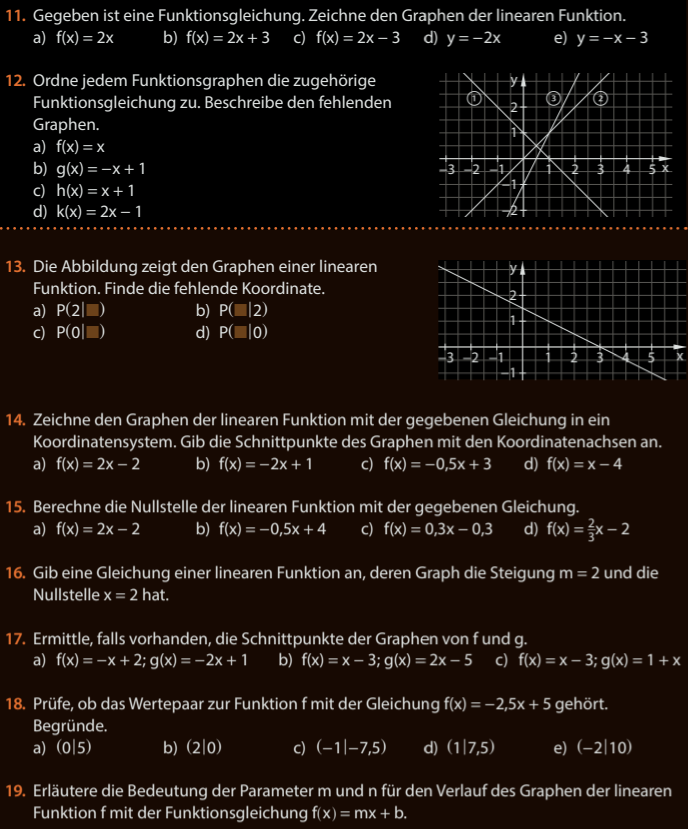 11. Gegeben ist eine Funktionsgleichung. Zeichne den Graphen der linearen Funktion.
a) f(x) = 2x b) f(x) = 2x + 3 c) f(x) = 2x − 3 d) y = −2x e) y = −x − 3
12. Ordne jedem Funktionsgraphen die zugehörige
Funktionsgleichung zu. Beschreibe den fehlenden
Graphen.
a) f(x) = x
b) g(x) = −x + 1
c) h(x) = x + 1
d) k(x) = 2x − 1
y
① ③ ②
2
1
−3 −2 −1 1 2 3 4 5 x
−1
−2
13. Die Abbildung zeigt den Graphen einer linearen
Funktion. Finde die fehlende Koordinate.
a) P(2|■) b) P(■|2)
c) P(0|■) d) P(■|0)
y
2
1
−3 −2 −1 1 2 3 4 5 x
−1
14. Zeichne den Graphen der linearen Funktion mit der gegebenen Gleichung in ein
Koordinatensystem. Gib die Schnittpunkte des Graphen mit den Koordinatenachsen an.
a) f(x) = 2x − 2 b) f(x) = −2x + 1 c) f(x) = −0,5x + 3 d) f(x) = x − 4
15. Berechne die Nullstelle der linearen Funktion mit der gegebenen Gleichung.
a) f(x) = 2x − 2 b) f(x) = −0,5x + 4 c) f(x) = 0,3x − 0,3 d) f(x) = 2/3x − 2
16. Gib eine Gleichung einer linearen Funktion an, deren Graph die Steigung m = 2 und die
Nullstelle x = 2 hat.
17. Ermittle, falls vorhanden, die Schnittpunkte der Graphen von f und g.
a) f(x) = −x + 2; g(x) = −2x + 1 b) f(x) = x − 3; g(x) = 2x − 5 c) f(x) = x − 3; g(x) = 1 + x
18. Prüfe, ob das Wertepaar zur Funktion f mit der Gleichung f(x) = −2,5x + 5 gehört.
Begründe.
a) (0|5) b) (2|0) c) (−1|−7,5) d) (1|7,5) e) (−2|10)
19. Erläutere die Bedeutung der Parameter m und n für den Verlauf des Graphen der linearen
Funktion f mit der Funktionsgleichung f(x) = mx + b.